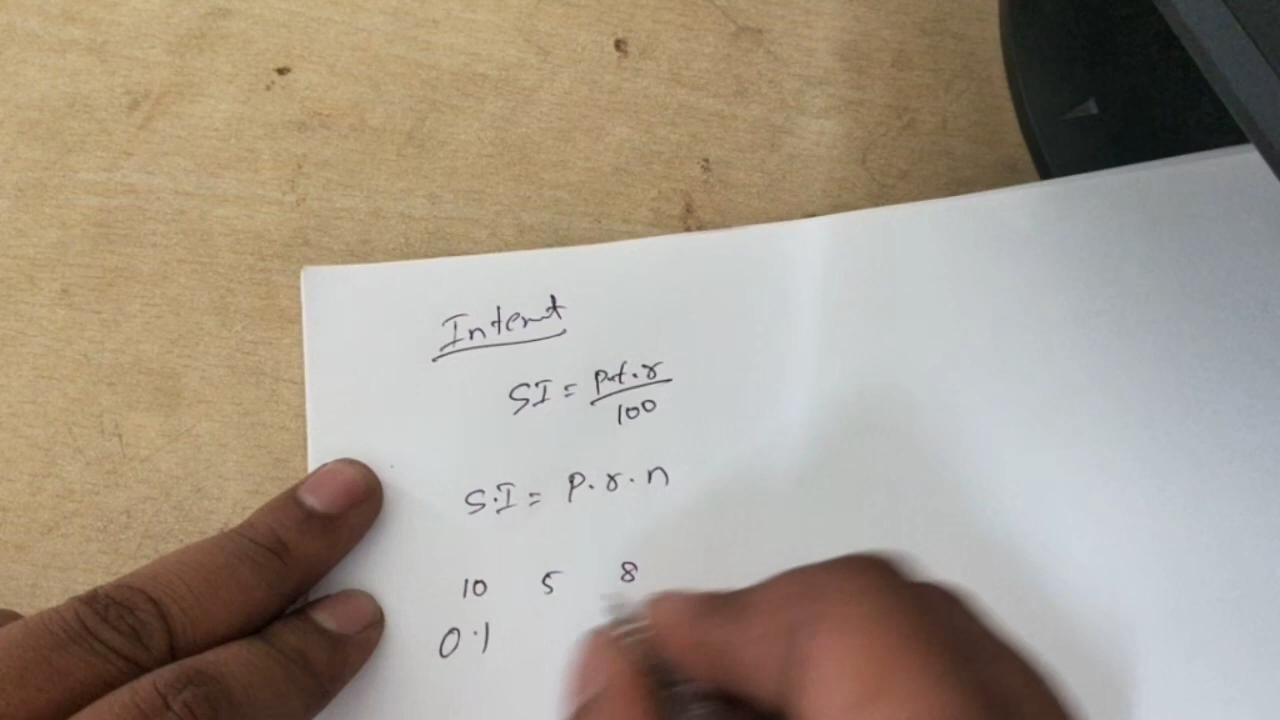 Interest
SI = p.t.r
100
S.I = p.r.n
10 5 8
0.1